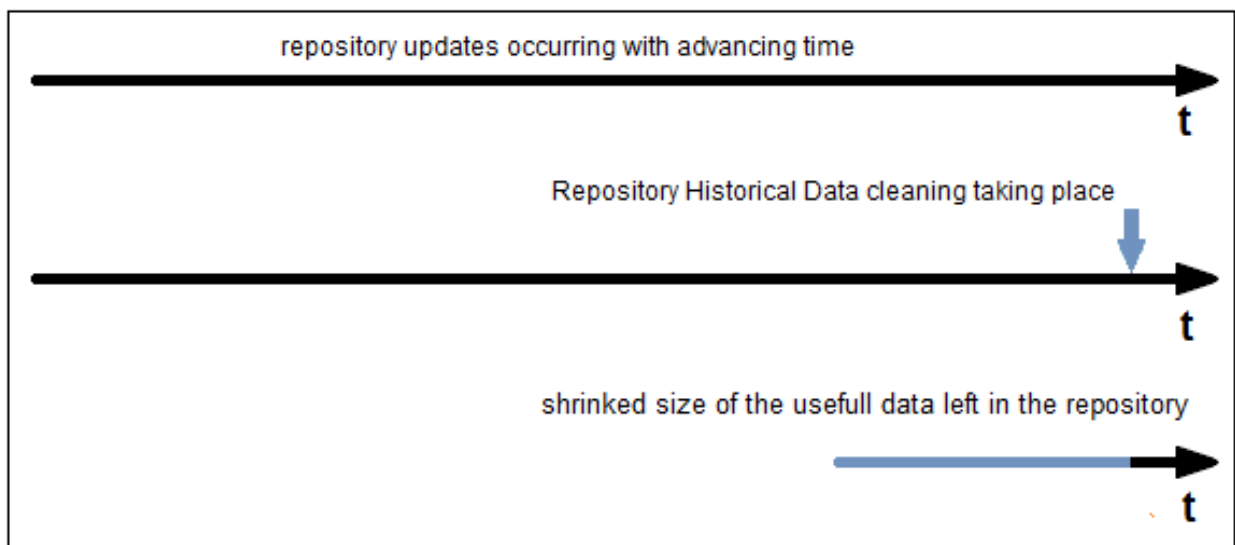 repository updates occurring with advancing time
t
Repository Historical Data cleaning taking place
t
shrinked size of the usefull data left in the repository
t